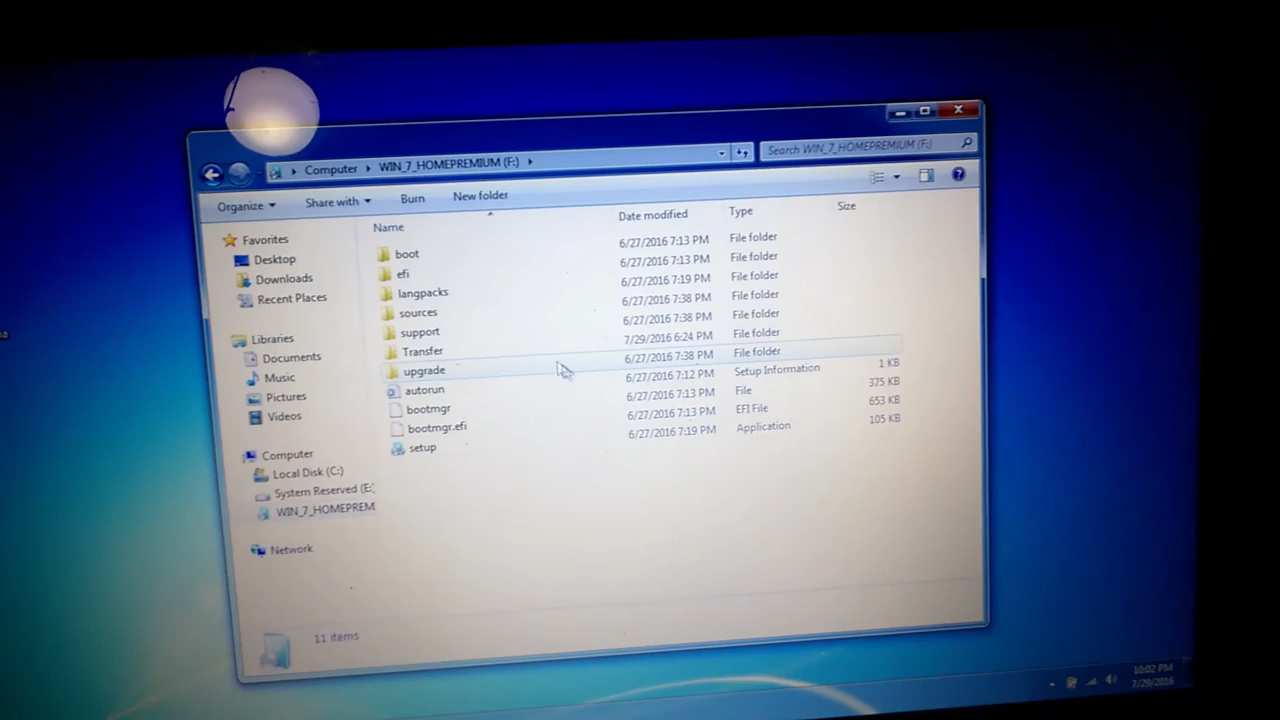 Computer WIN_7_HOMEPREMIUM (F:)
Search WIN_7_HOMEPREMIUM (F:)
Organize Share with Burn New folder
Name Date modified Type Size
Favorites
Desktop
Downloads
Recent Places
Libraries
Documents
Music
Pictures
Videos
Computer
Local Disk (C:)
System Reserved (E:
WIN_7_HOMEPREM
Network
boot 6/27/2016 7:13 PM File folder
efi 6/27/2016 7:13 PM File folder
langpacks 6/27/2016 7:19 PM File folder
sources 6/27/2016 7:38 PM File folder
support 6/27/2016 7:38 PM File folder
Transfer 7/29/2016 6:24 PM File folder
upgrade 6/27/2016 7:38 PM File folder
autorun 6/27/2016 7:12 PM Setup Information 1 KB
bootmgr 6/27/2016 7:13 PM File 375 KB
bootmgr.efi 6/27/2016 7:13 PM EFI File 653 KB
setup 6/27/2016 7:19 PM Application 105 KB
11 items
10:02 PM
7/29/2016